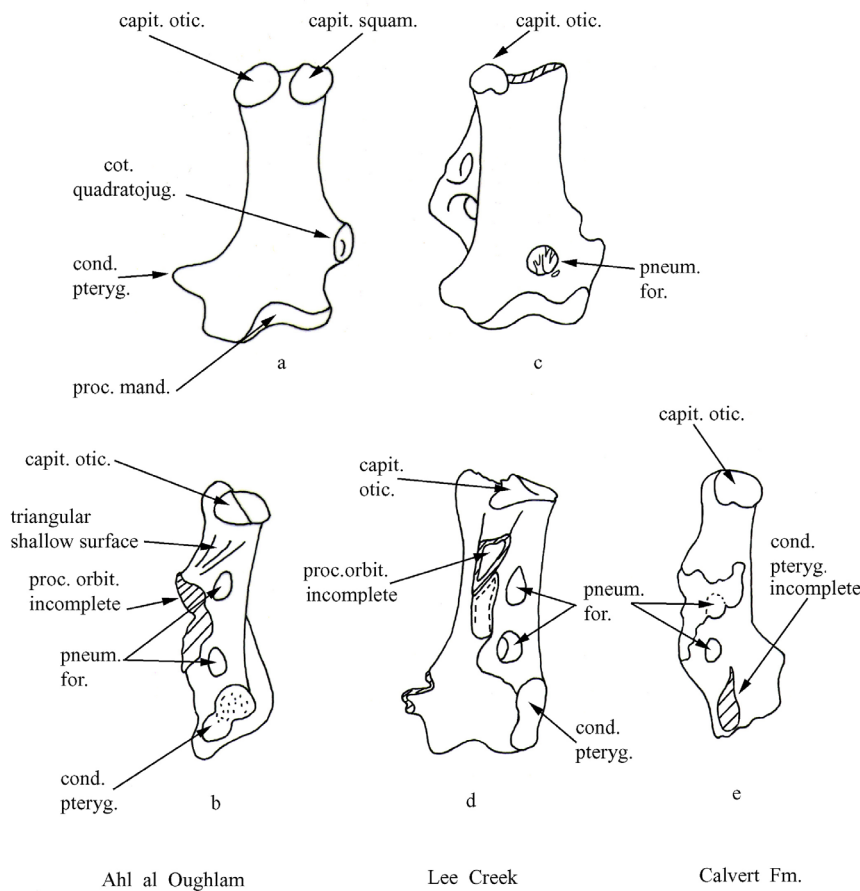 capit. otic.
capit. squam.
capit. otic.
cot.
quadratojug.
cond.
pteryg.
pneum.
for.
proc. mand.
a
c
capit. otic.
triangular
shallow surface
proc. orbit.
incomplete
pneum.
for.
cond.
pteryg.
b
capit.
otic.
proc.orbit.
incomplete
pneum.
for.
cond.
pteryg.
d
capit. otic.
cond.
pteryg.
incomplete
e
Ahl al Oughlam
Lee Creek
Calvert Fm.